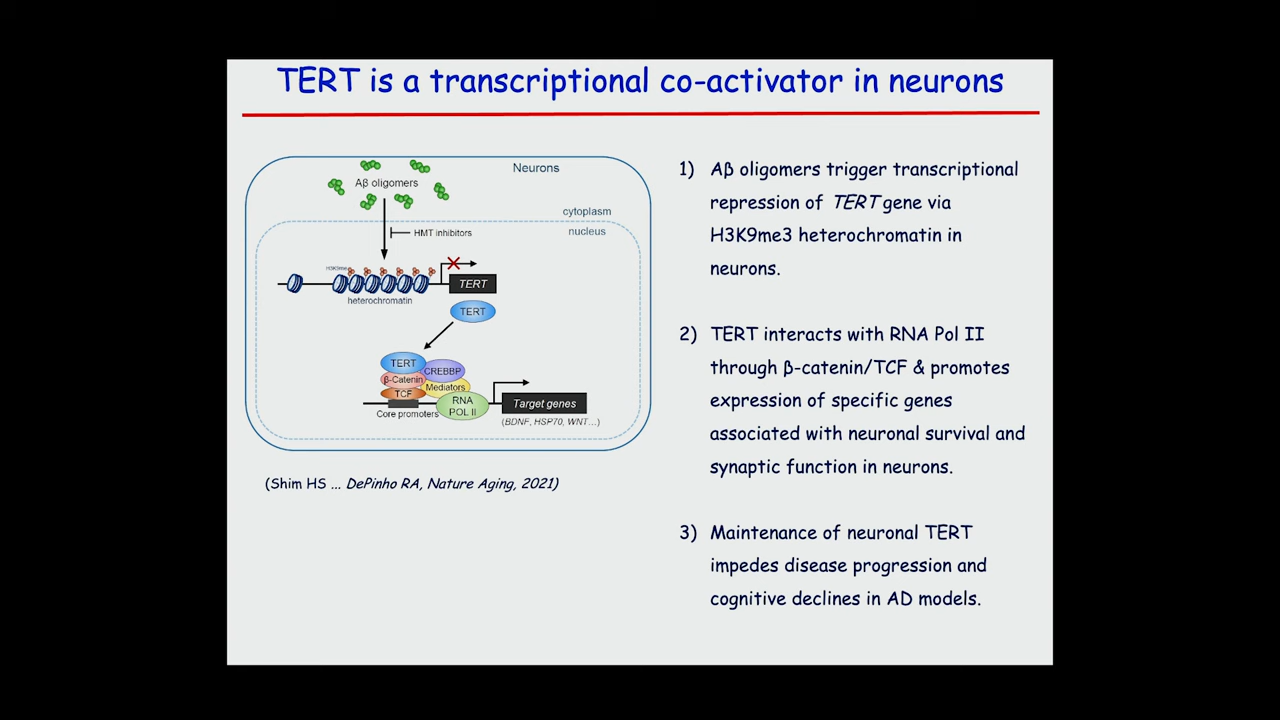 TERT is a transcriptional co-activator in neurons
Neurons
Aβ oligomers
cytoplasm
nucleus
HMT inhibitors
H3K9me3
heterochromatin
TERT
TERT
TERT
CREBBP
β-Catenin
Mediators
TCF
RNA
POL II
Core promoters
Target genes
(BDNF, HSP70, WNT…)
(Shim HS ... DePinho RA, Nature Aging, 2021)
1) Aβ oligomers trigger transcriptional
repression of TERT gene via
H3K9me3 heterochromatin in
neurons.
2) TERT interacts with RNA Pol II
through β-catenin/TCF & promotes
expression of specific genes
associated with neuronal survival and
synaptic function in neurons.
3) Maintenance of neuronal TERT
impedes disease progression and
cognitive declines in AD models.